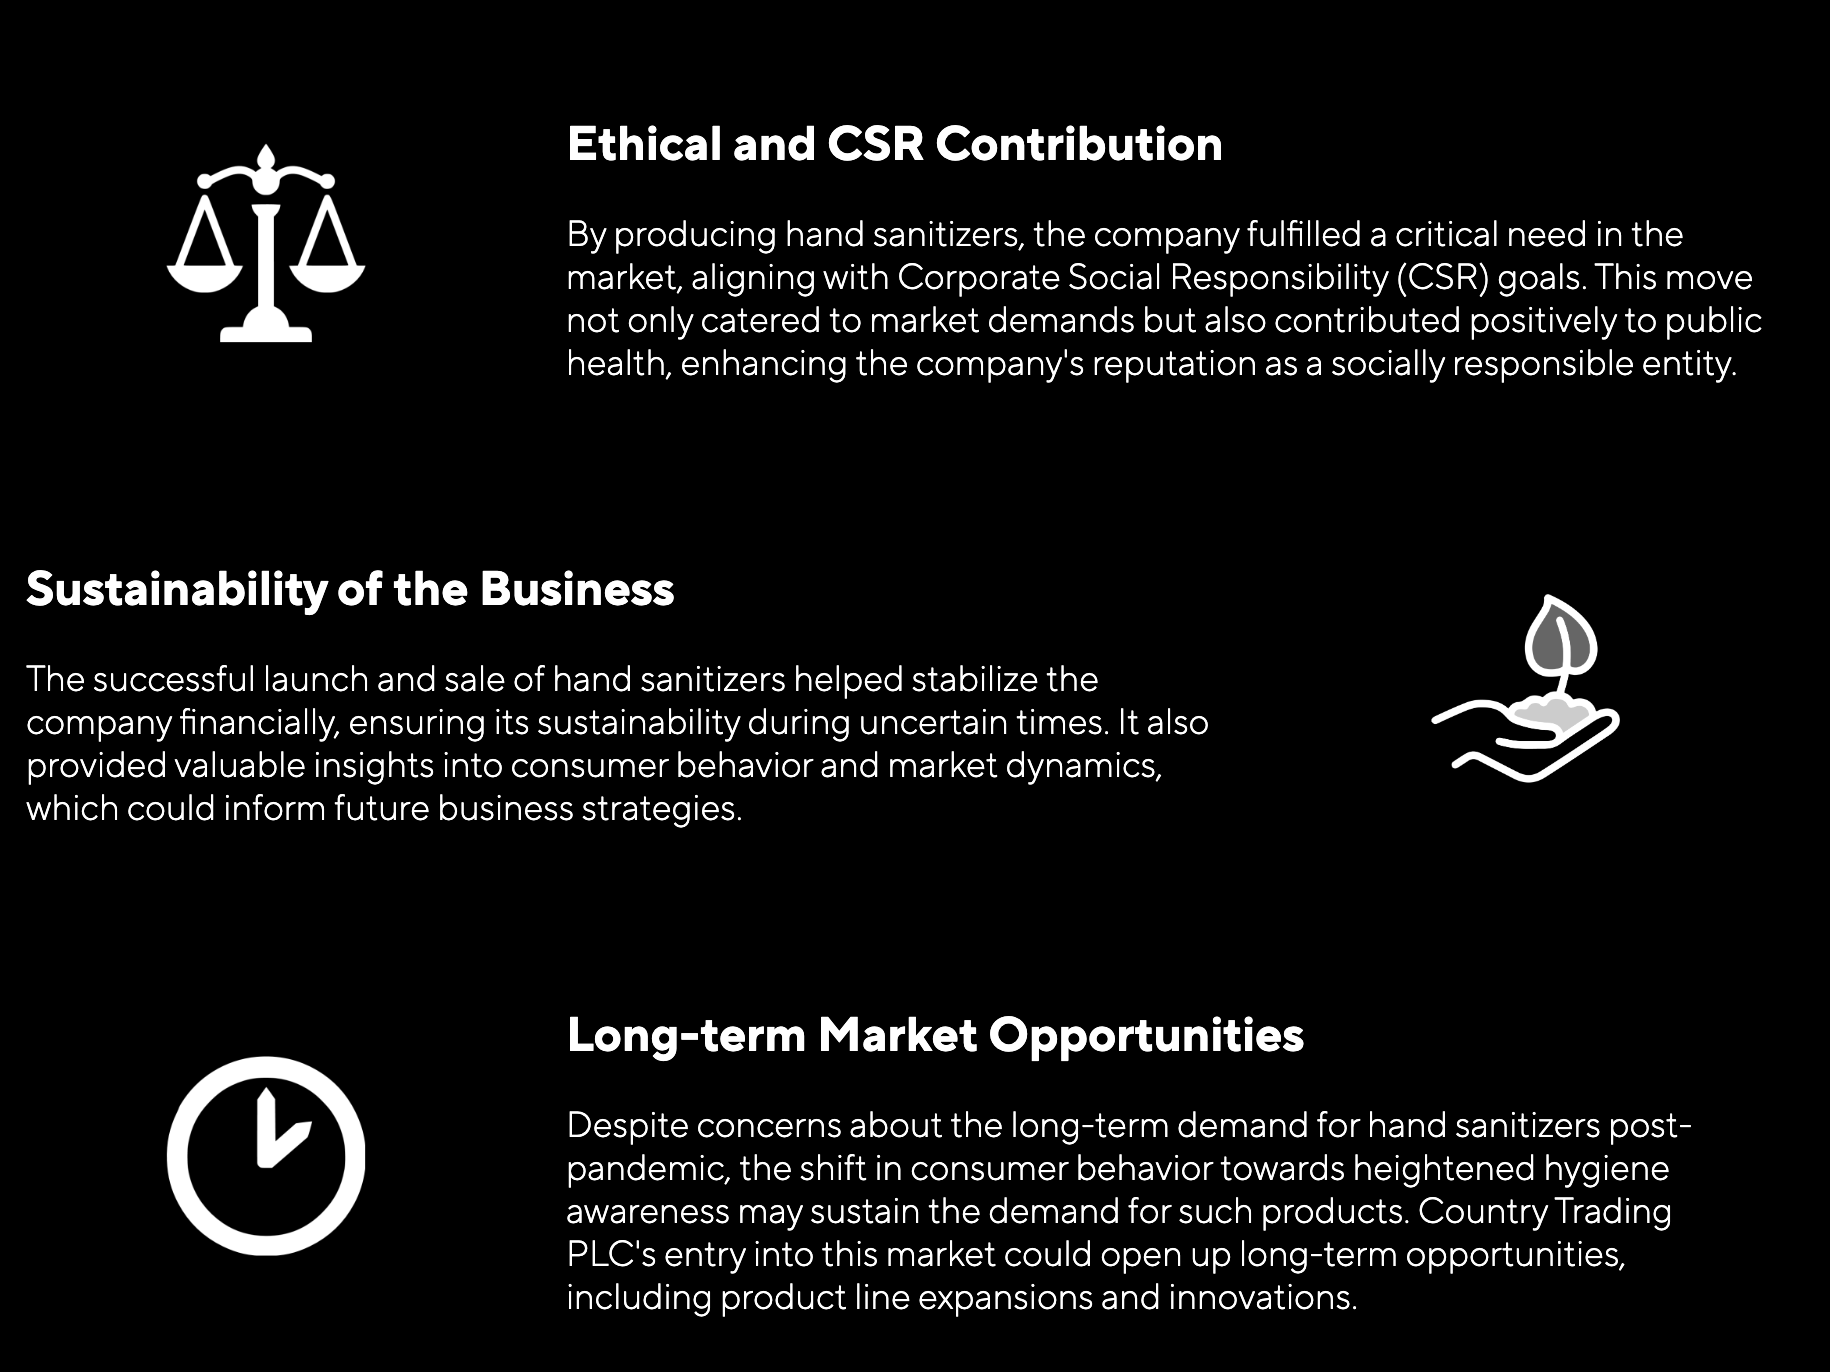 Ethical and CSR Contribution
By producing hand sanitizers, the company fulfilled a critical need in the
market, aligning with Corporate Social Responsibility (CSR) goals. This move
not only catered to market demands but also contributed positively to public
health, enhancing the company's reputation as a socially responsible entity.
Sustainability of the Business
The successful launch and sale of hand sanitizers helped stabilize the
company financially, ensuring its sustainability during uncertain times. It also
provided valuable insights into consumer behavior and market dynamics,
which could inform future business strategies.
Long-term Market Opportunities
Despite concerns about the long-term demand for hand sanitizers post-
pandemic, the shift in consumer behavior towards heightened hygiene
awareness may sustain the demand for such products. Country Trading
PLC's entry into this market could open up long-term opportunities,
including product line expansions and innovations.